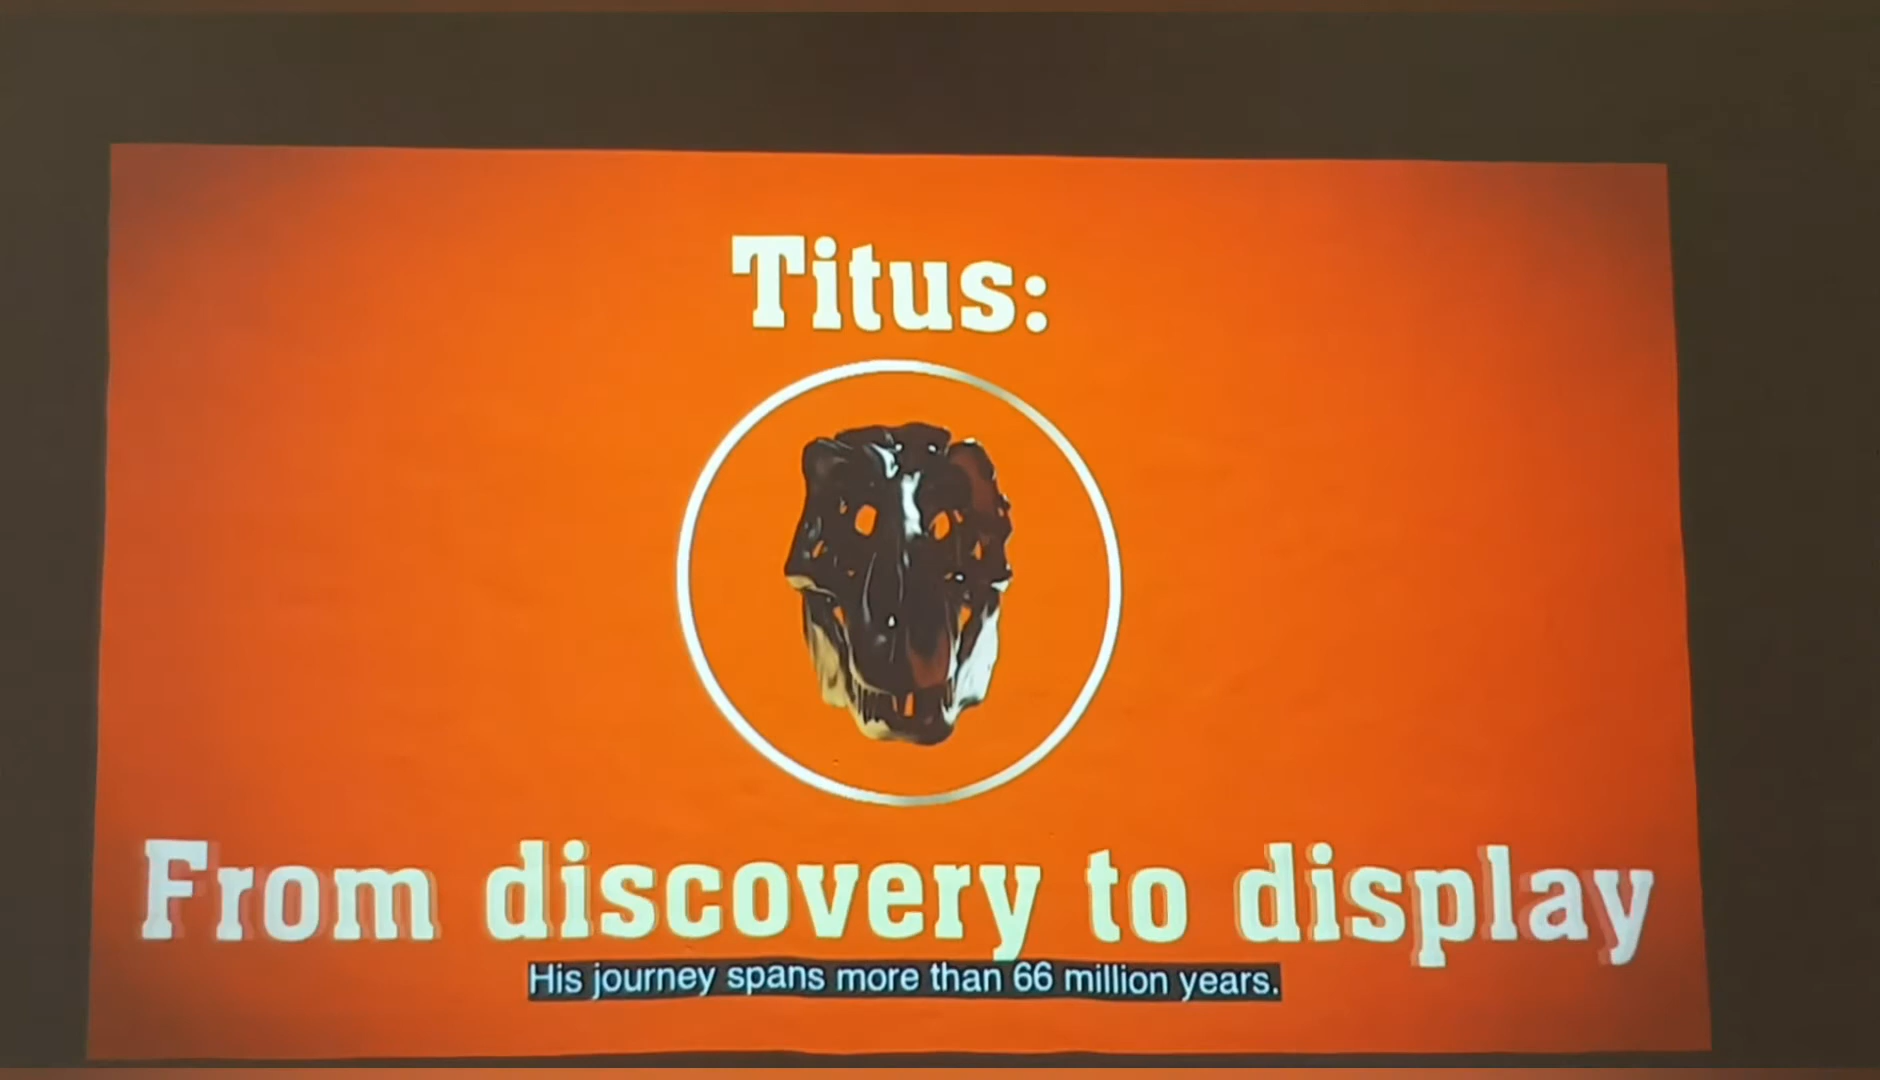 Titus:
From discovery to display
His journey spans more than 66 million years.